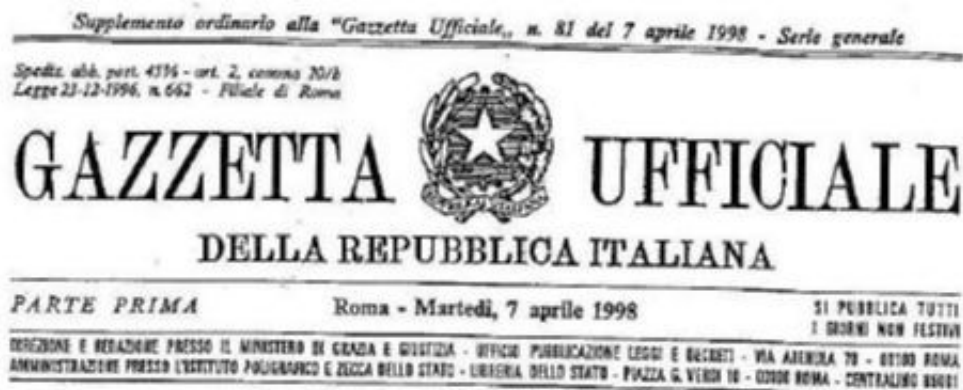 Supplemento ordinario alla "Gazzetta Ufficiale„ n. 81 del 7 aprile 1998 - Serie generale
Spediz. abb. post. 45% - art. 2, comma 20/b
Legge 23-12-1996, n. 662 - Filiale di Roma
GAZZETTA UFFICIALE
DELLA REPUBBLICA ITALIANA
PARTE PRIMA
Roma - Martedì, 7 aprile 1998
SI PUBBLICA TUTTI
I GIORNI NON FESTIVI
DIREZIONE E REDAZIONE PRESSO IL MINISTERO DI GRAZIA E GIUSTIZIA - UFFICIO PUBBLICAZIONE LEGGI E DECRETI - VIA ARENULA 70 - 00100 ROMA
AMMINISTRAZIONE PRESSO L'ISTITUTO POLIGRAFICO E ZECCA DELLO STATO - LIBRERIA DELLO STATO - PIAZZA G. VERDI 10 - 00100 ROMA - CENTRALINO